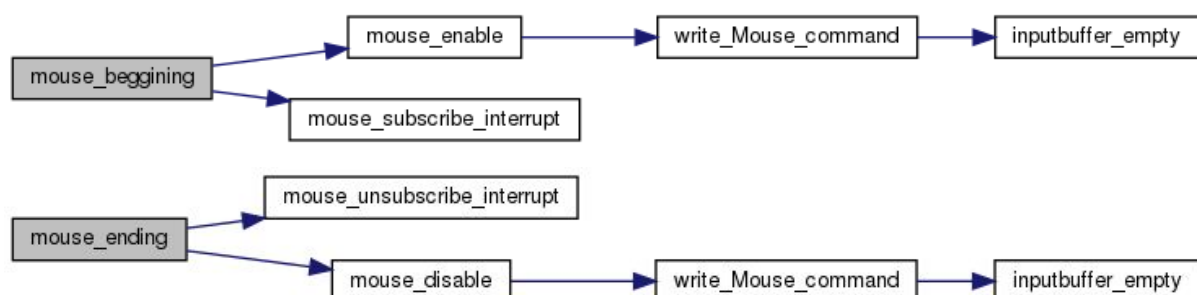 mouse_enable
write_Mouse_command
inputbuffer_empty
mouse_beggining
mouse_subscribe_interrupt
mouse_unsubscribe_interrupt
mouse_ending
mouse_disable
write_Mouse_command
inputbuffer_empty